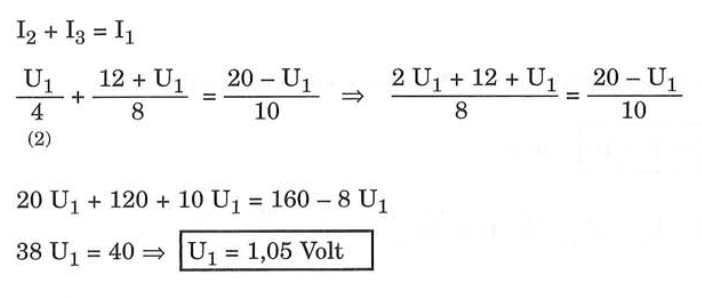 I₂ + I₃ = I₁
U₁/4 + (12 + U₁)/8 = (20 – U₁)/10 ⇒ (2 U₁ + 12 + U₁)/8 = (20 – U₁)/10
(2)
20 U₁ + 120 + 10 U₁ = 160 – 8 U₁
38 U₁ = 40 ⇒ U₁ = 1,05 Volt